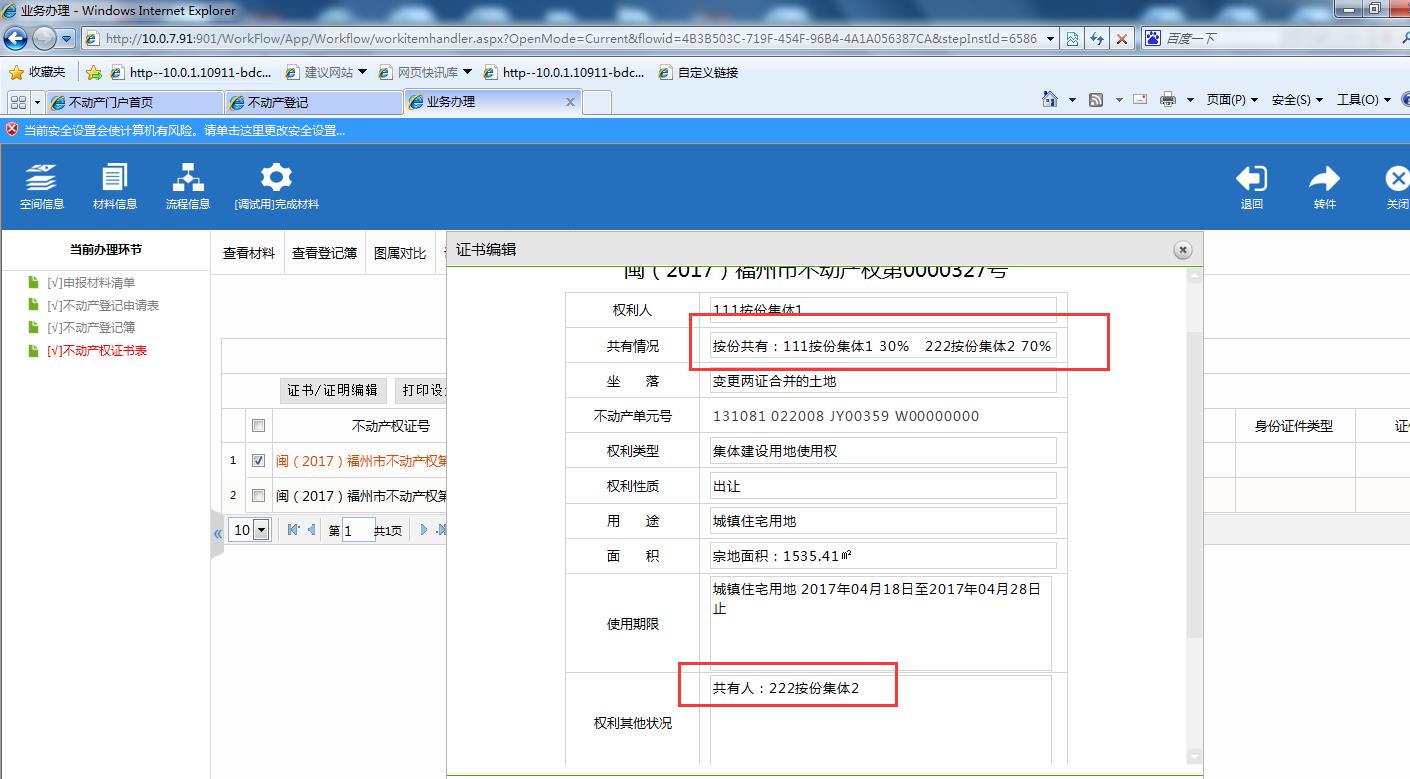 业务办理 - Windows Internet Explorer
http://10.0.7.91:901/WorkFlow/App/Workflow/workitemhandler.aspx?OpenMode=Current&flowid=4B3B503C-719F-454F-96B4-4A1A056387CA&stepInstId=6586
百度一下
收藏夹
http--10.0.1.10911-bdc...
建议网站
网页快讯库
http--10.0.1.10911-bdc...
自定义链接
不动产门户首页
不动产登记
业务办理
页面(P)
安全(S)
工具(O)
当前安全设置会使计算机有风险。请单击这里更改安全设置...
空间信息
材料信息
流程信息
[调试用]完成材料
退回
转件
关闭
当前办理环节
[√]申报材料清单
[√]不动产登记申请表
[√]不动产登记簿
[√]不动产权证书表
查看材料
查看登记簿
图属对比
证书/证明编辑
打印设
不动产权证号
身份证件类型
1
闽（2017）福州市不动产权第
2
闽（2017）福州市不动产权第
10
第 1 共1页
证书编辑
闽（2017）福州市不动产权第0000327号
权利人
111按份集体1
共有情况
按份共有：111按份集体1 30% 222按份集体2 70%
坐 落
变更两证合并的土地
不动产单元号
131081 022008 JY00359 W00000000
权利类型
集体建设用地使用权
权利性质
出让
用 途
城镇住宅用地
面 积
宗地面积：1535.41㎡
使用期限
城镇住宅用地 2017年04月18日至2017年04月28日
止
权利其他状况
共有人：222按份集体2